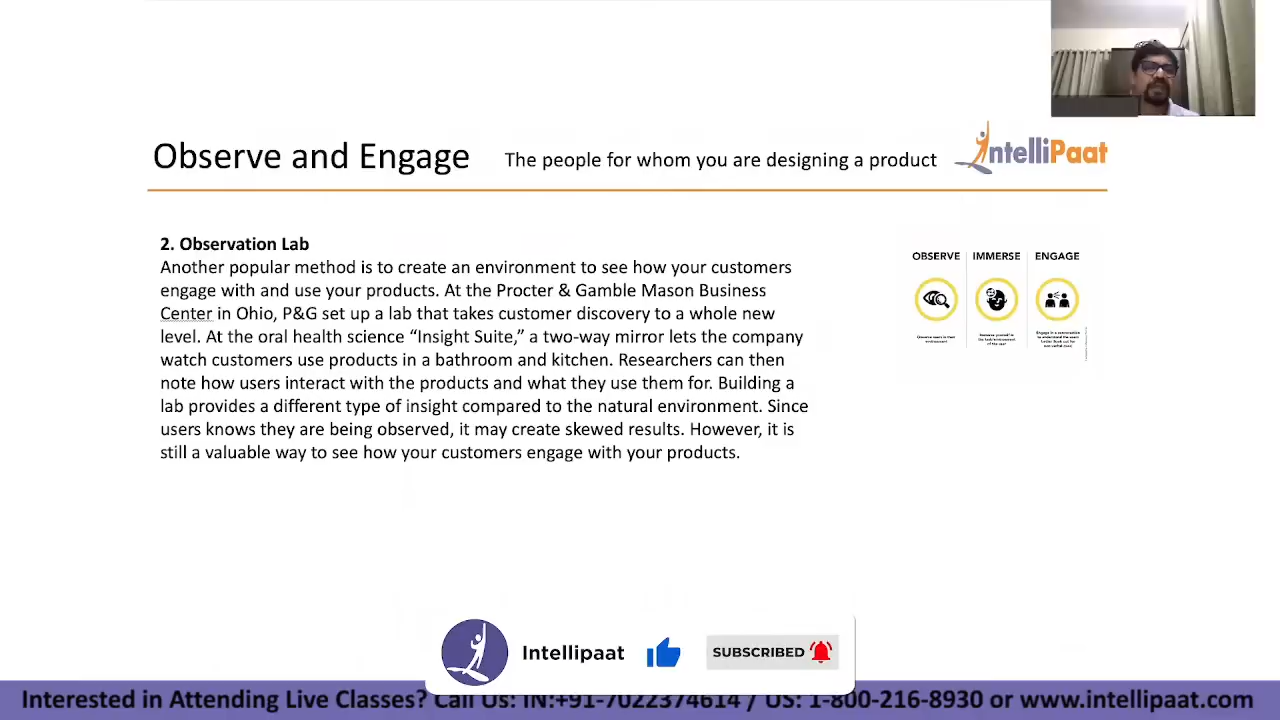 Observe and Engage
The people for whom you are designing a product
IntelliPaat
2. Observation Lab
Another popular method is to create an environment to see how your customers
engage with and use your products. At the Procter & Gamble Mason Business
Center in Ohio, P&G set up a lab that takes customer discovery to a whole new
level. At the oral health science “Insight Suite,” a two-way mirror lets the company
watch customers use products in a bathroom and kitchen. Researchers can then
note how users interact with the products and what they use them for. Building a
lab provides a different type of insight compared to the natural environment. Since
users knows they are being observed, it may create skewed results. However, it is
still a valuable way to see how your customers engage with your products.
OBSERVE
IMMERSE
ENGAGE
Intellipaat
SUBSCRIBED
Interested in Attending Live Classes? Call Us: IN:+91-7022374614 / US: 1-800-216-8930 or www.intellipaat.com